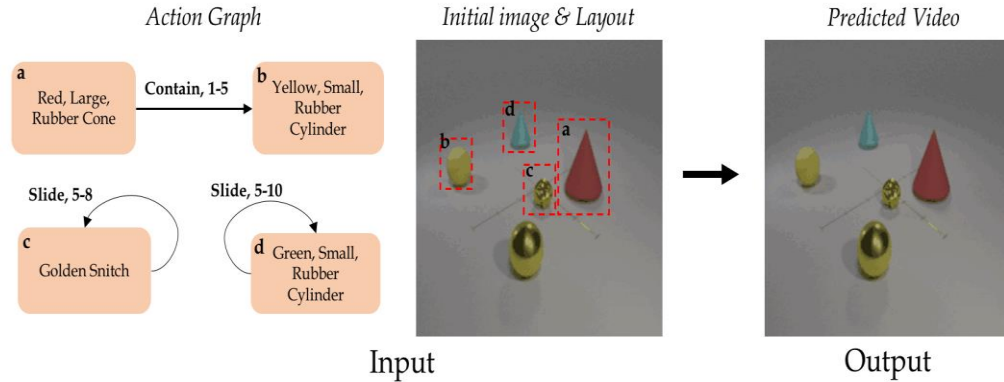 Action Graph
Initial image & Layout
Predicted Video
a
Red, Large,
Rubber Cone
Contain, 1-5
b
Yellow, Small,
Rubber
Cylinder
Slide, 5-8
c
Golden Snitch
Slide, 5-10
d
Green, Small,
Rubber
Cylinder
d
a
b
c
Input
Output